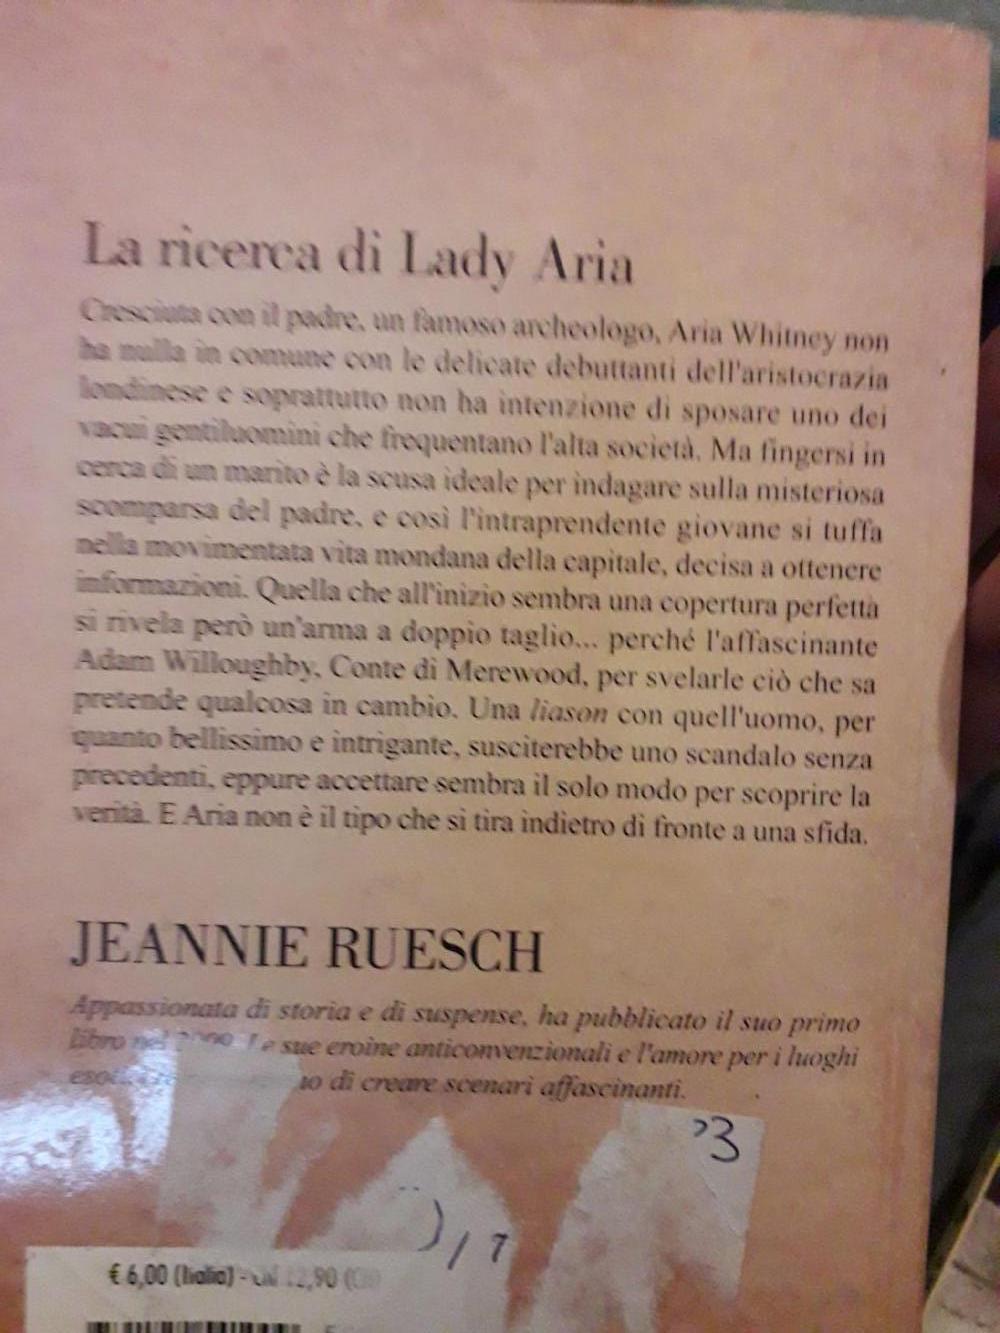 La ricerca di Lady Aria
Cresciuta con il padre, un famoso archeologo, Aria Whitney non
ha nulla in comune con le delicate debuttanti dell'aristocrazia
londinese e soprattutto non ha intenzione di sposare uno dei
vacui gentiluomini che frequentano l'alta società. Ma fingersi in
cerca di un marito è la scusa ideale per indagare sulla misteriosa
scomparsa del padre, e così l'intraprendente giovane si tuffa
nella movimentata vita mondana della capitale, decisa a ottenere
informazioni. Quella che all'inizio sembra una copertura perfetta
si rivela però un'arma a doppio taglio... perché l'affascinante
Adam Willoughby, Conte di Merewood, per svelarle ciò che sa
pretende qualcosa in cambio. Una liason con quell'uomo, per
quanto bellissimo e intrigante, susciterebbe uno scandalo senza
precedenti, eppure accettare sembra il solo modo per scoprire la
verità. E Aria non è il tipo che si tira indietro di fronte a una sfida.
JEANNIE RUESCH
Appassionata di storia e di suspense, ha pubblicato il suo primo
libro nel 2009. Le sue eroine anticonvenzionali e l'amore per i luoghi
di creare scenari affascinanti.
€ 6,00 (Italia) -